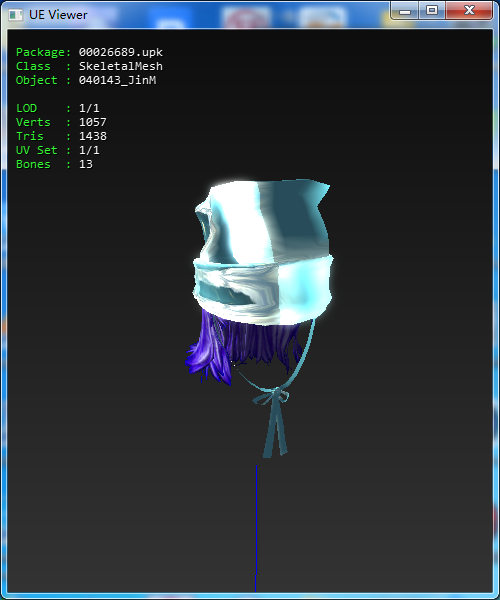 UE Viewer
Package: 00026689.upk
Class : SkeletalMesh
Object : 040143_JinM
LOD : 1/1
Verts : 1057
Tris : 1438
UV Set : 1/1
Bones : 13